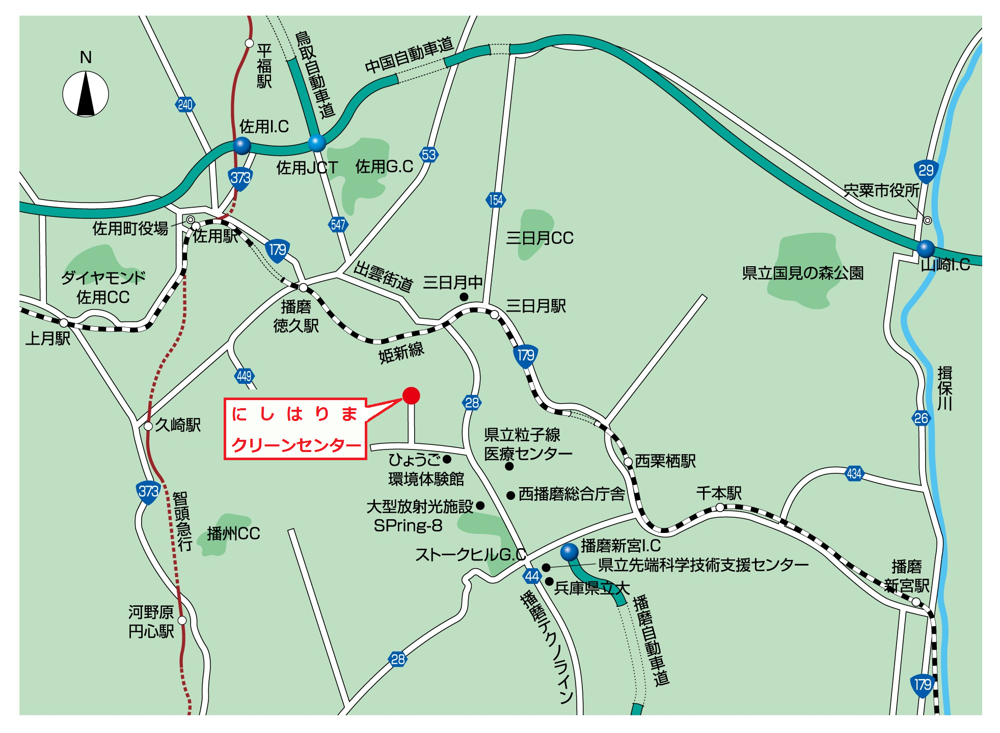 N
平福駅
鳥取自動車道
中国自動車道
240
佐用I.C
佐用JCT
佐用G.C
53
373
29
宍粟市役所
154
佐用町役場
佐用駅
547
三日月CC
179
山崎I.C
県立国見の森公園
ダイヤモンド
佐用CC
出雲街道
三日月中
三日月駅
播磨
徳久駅
上月駅
姫新線
179
449
揖保川
にしはりま
クリーンセンター
28
26
久崎駅
県立粒子線
医療センター
ひょうご
環境体験館
西栗栖駅
434
373
智頭急行
西播磨総合庁舎
千本駅
大型放射光施設
SPring-8
播州CC
ストークヒルG.C
播磨新宮I.C
県立先端科学技術支援センター
44
兵庫県立大
播磨
新宮駅
播磨テクノライン
播磨自動車道
河野原
円心駅
28
179